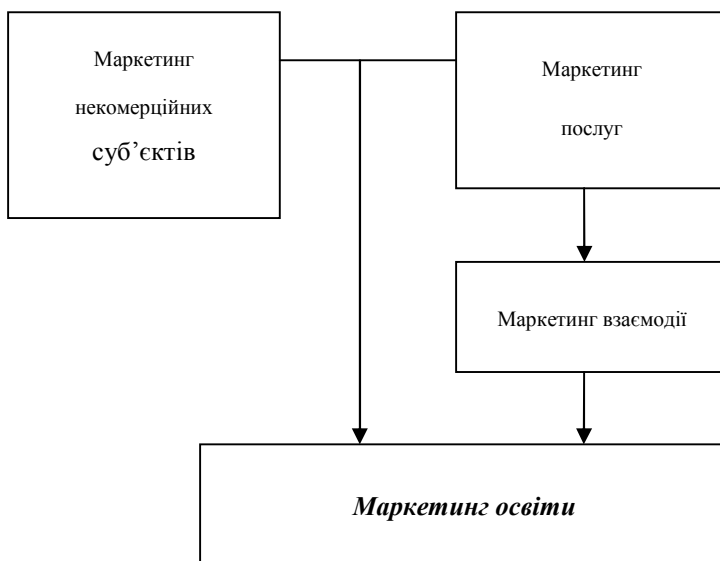 Маркетинг
некомерційних
суб’єктів
Маркетинг
послуг
Маркетинг взаємодії
Маркетинг освіти